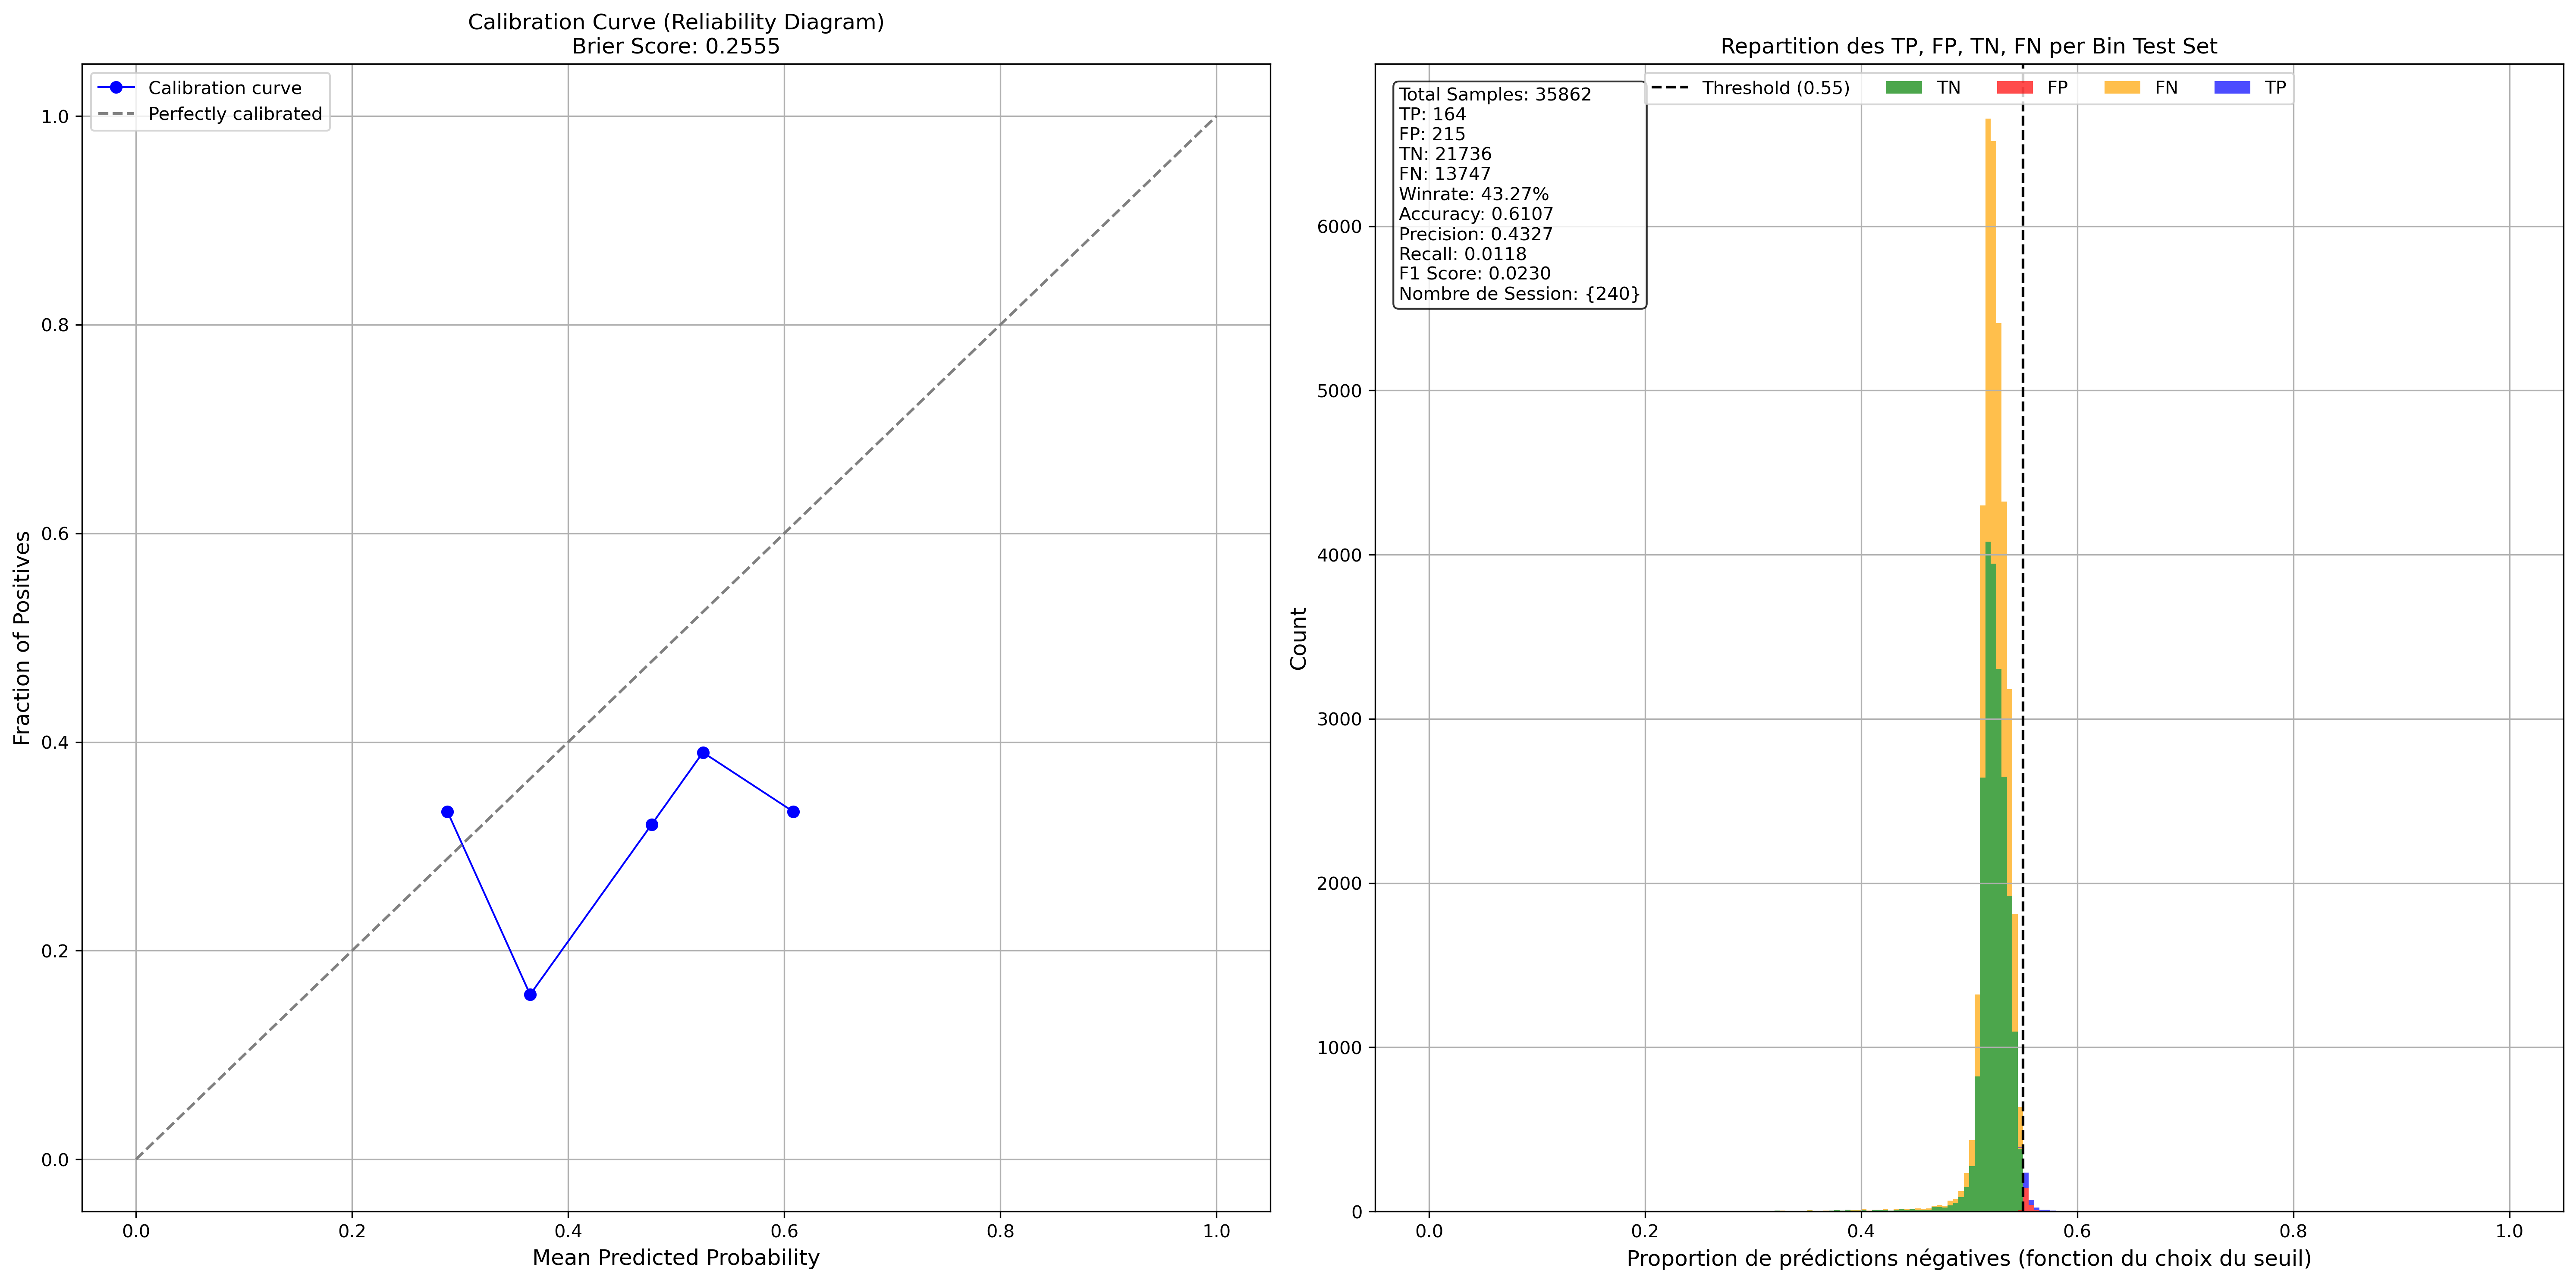 Calibration Curve (Reliability Diagram)
Brier Score: 0.2555
Calibration curve
Perfectly calibrated
1.0
0.8
0.6
0.4
0.2
0.0
Fraction of Positives
0.0 0.2 0.4 0.6 0.8 1.0
Mean Predicted Probability
Repartition des TP, FP, TN, FN per Bin Test Set
Threshold (0.55) TN FP FN TP
Total Samples: 35862
TP: 164
FP: 215
TN: 21736
FN: 13747
Winrate: 43.27%
Accuracy: 0.6107
Precision: 0.4327
Recall: 0.0118
F1 Score: 0.0230
Nombre de Session: {240}
6000
5000
4000
3000
2000
1000
0
Count
0.0 0.2 0.4 0.6 0.8 1.0
Proportion de prédictions négatives (fonction du choix du seuil)